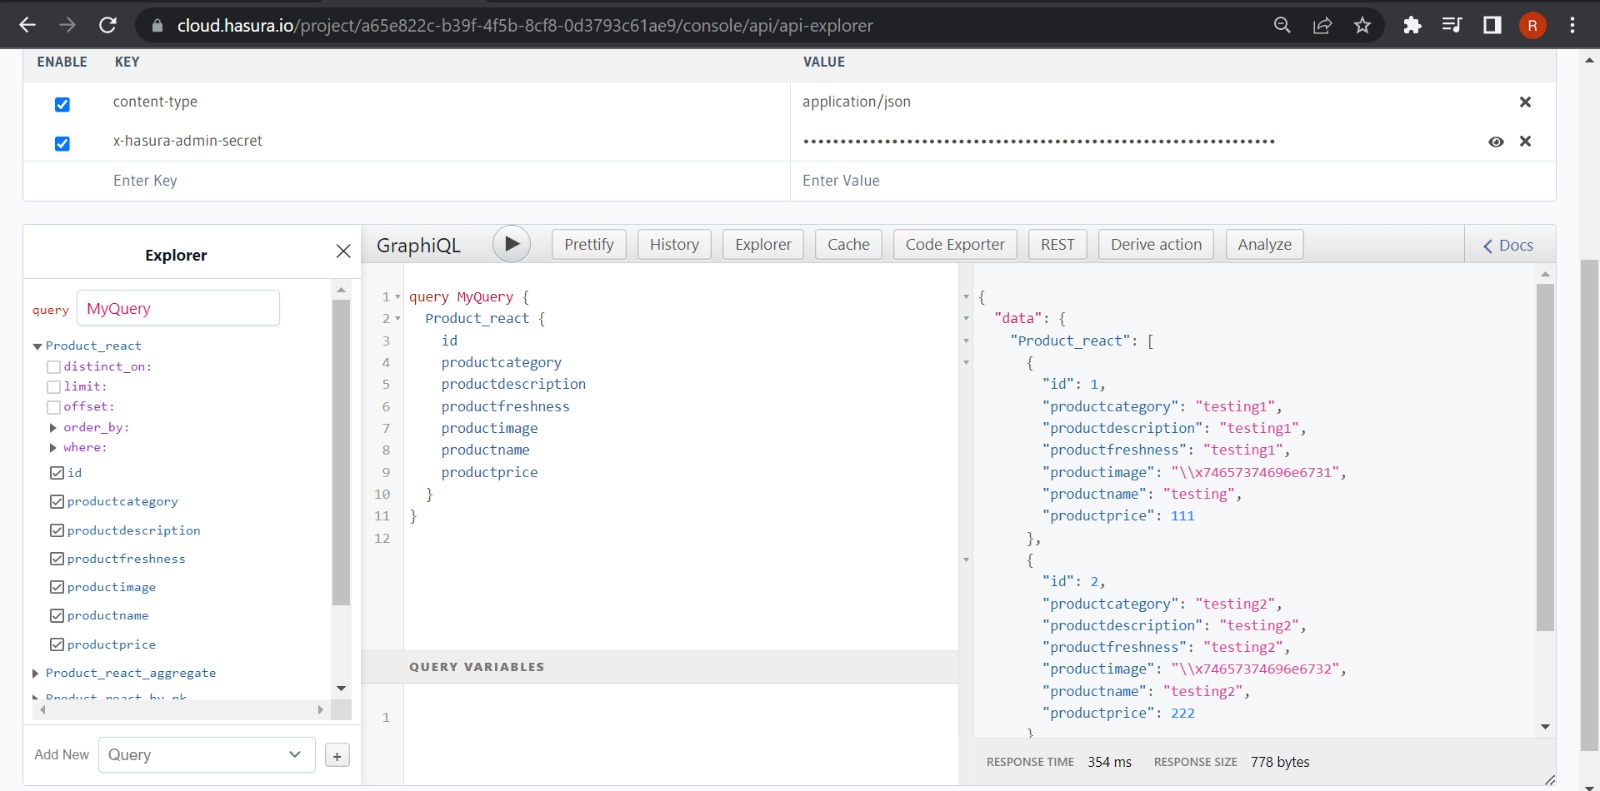 cloud.hasura.io/project/a65e822c-b39f-4f5b-8cf8-0d3793c61ae9/console/api/api-explorer
R
ENABLE KEY VALUE
content-type application/json
x-hasura-admin-secret
Enter Key Enter Value
Explorer
query MyQuery
Product_react
distinct_on:
limit:
offset:
order_by:
where:
id
productcategory
productdescription
productfreshness
productimage
productname
productprice
Product_react_aggregate
Product_react_by_pk
Add New Query +
GraphiQL Prettify History Explorer Cache Code Exporter REST Derive action Analyze Docs
1 query MyQuery {
2 Product_react {
3 id
4 productcategory
5 productdescription
6 productfreshness
7 productimage
8 productname
9 productprice
10 }
11 }
12
QUERY VARIABLES
1
{
"data": {
"Product_react": [
{
"id": 1,
"productcategory": "testing1",
"productdescription": "testing1",
"productfreshness": "testing1",
"productimage": "\\x74657374696e6731",
"productname": "testing",
"productprice": 111
},
{
"id": 2,
"productcategory": "testing2",
"productdescription": "testing2",
"productfreshness": "testing2",
"productimage": "\\x74657374696e6732",
"productname": "testing2",
"productprice": 222
}
RESPONSE TIME 354 ms RESPONSE SIZE 778 bytes